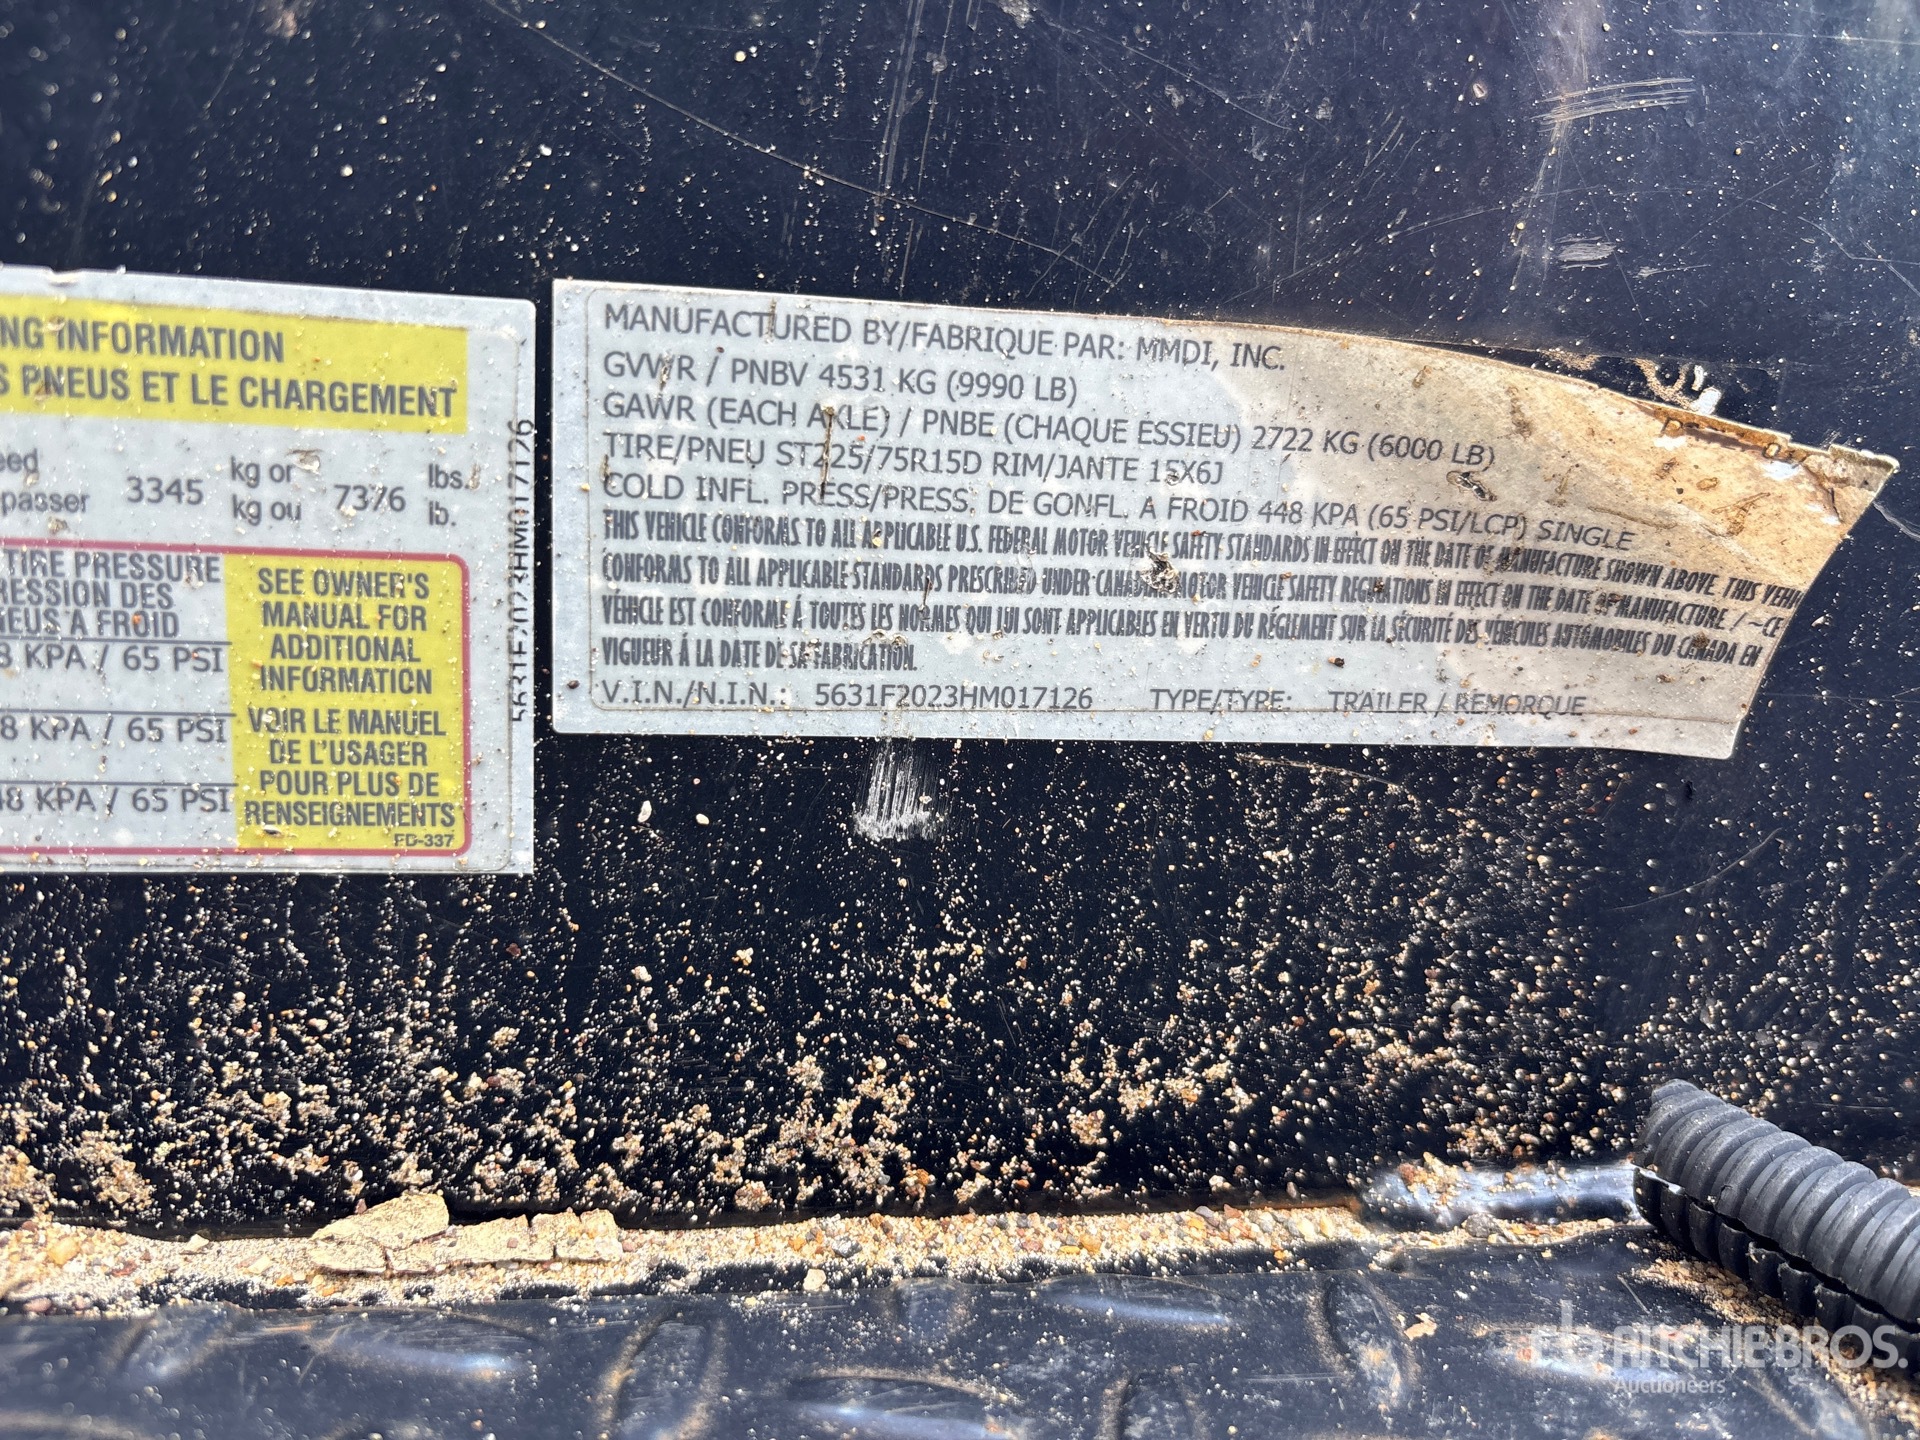 NG INFORMATION
S PNEUS ET LE CHARGEMENT
eed
passer 3345 kg or kg ou 7376 lbs. lb.
5631F2023HM017126
TIRE PRESSURE
RESSION DES
NEUS A FROID
8 KPA / 65 PSI
8 KPA / 65 PSI
48 KPA / 65 PSI
SEE OWNER'S
MANUAL FOR
ADDITIONAL
INFORMATION
VOIR LE MANUEL
DE L'USAGER
POUR PLUS DE
RENSEIGNEMENTS
FD-337
MANUFACTURED BY/FABRIQUE PAR: MMDI, INC.
GVWR / PNBV 4531 KG (9990 LB)
GAWR (EACH AXLE) / PNBE (CHAQUE ESSIEU) 2722 KG (6000 LB)
TIRE/PNEU ST225/75R15D RIM/JANTE 15X6J
COLD INFL. PRESS/PRESS. DE GONFL. A FROID 448 KPA (65 PSI/LCP) SINGLE
THIS VEHICLE CONFORMS TO ALL APPLICABLE U.S. FEDERAL MOTOR VEHICLE SAFETY STANDARDS IN EFFECT ON THE DATE OF MANUFACTURE SHOWN ABOVE. THIS VEHIC
CONFORMS TO ALL APPLICABLE STANDARDS PRESCRIBED UNDER CANADIAN MOTOR VEHICLE SAFETY REGULATIONS IN EFFECT ON THE DATE OF MANUFACTURE / ~CE
VÉHICLE EST CONFORME Á TOUTES LES NORMES QUI LUI SONT APPLICABLES EN VERTU DU RÉGLEMENT SUR LA SÉCURITÉ DES VÉHICULES AUTOMOBILES DU CANADA EN
VIGUEUR Á LA DATE DE SA FABRICATION.
V.I.N./N.I.N.: 5631F2023HM017126 TYPE/TYPE: TRAILER / REMORQUE
RITCHIE BROS.
Auctioneers